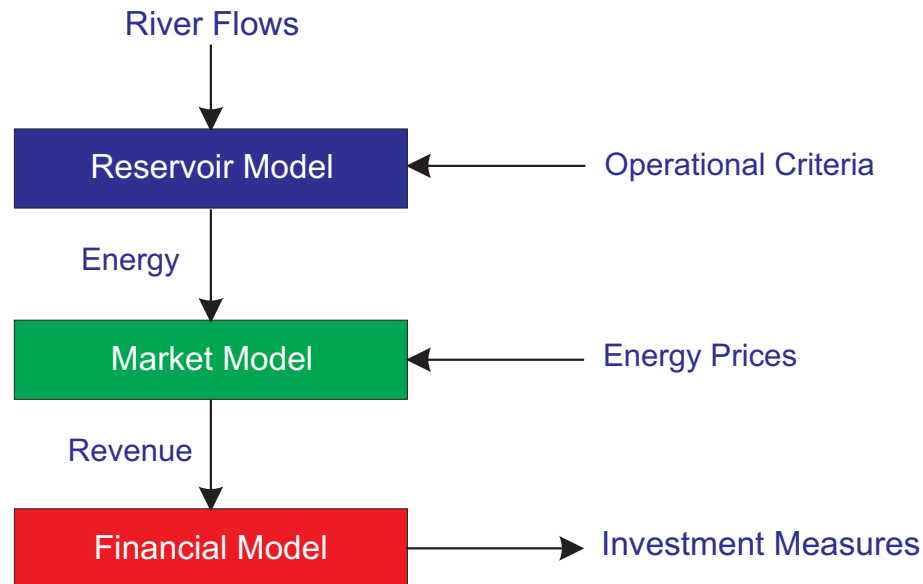 River Flows
Reservoir Model
Operational Criteria
Energy
Market Model
Energy Prices
Revenue
Financial Model
Investment Measures